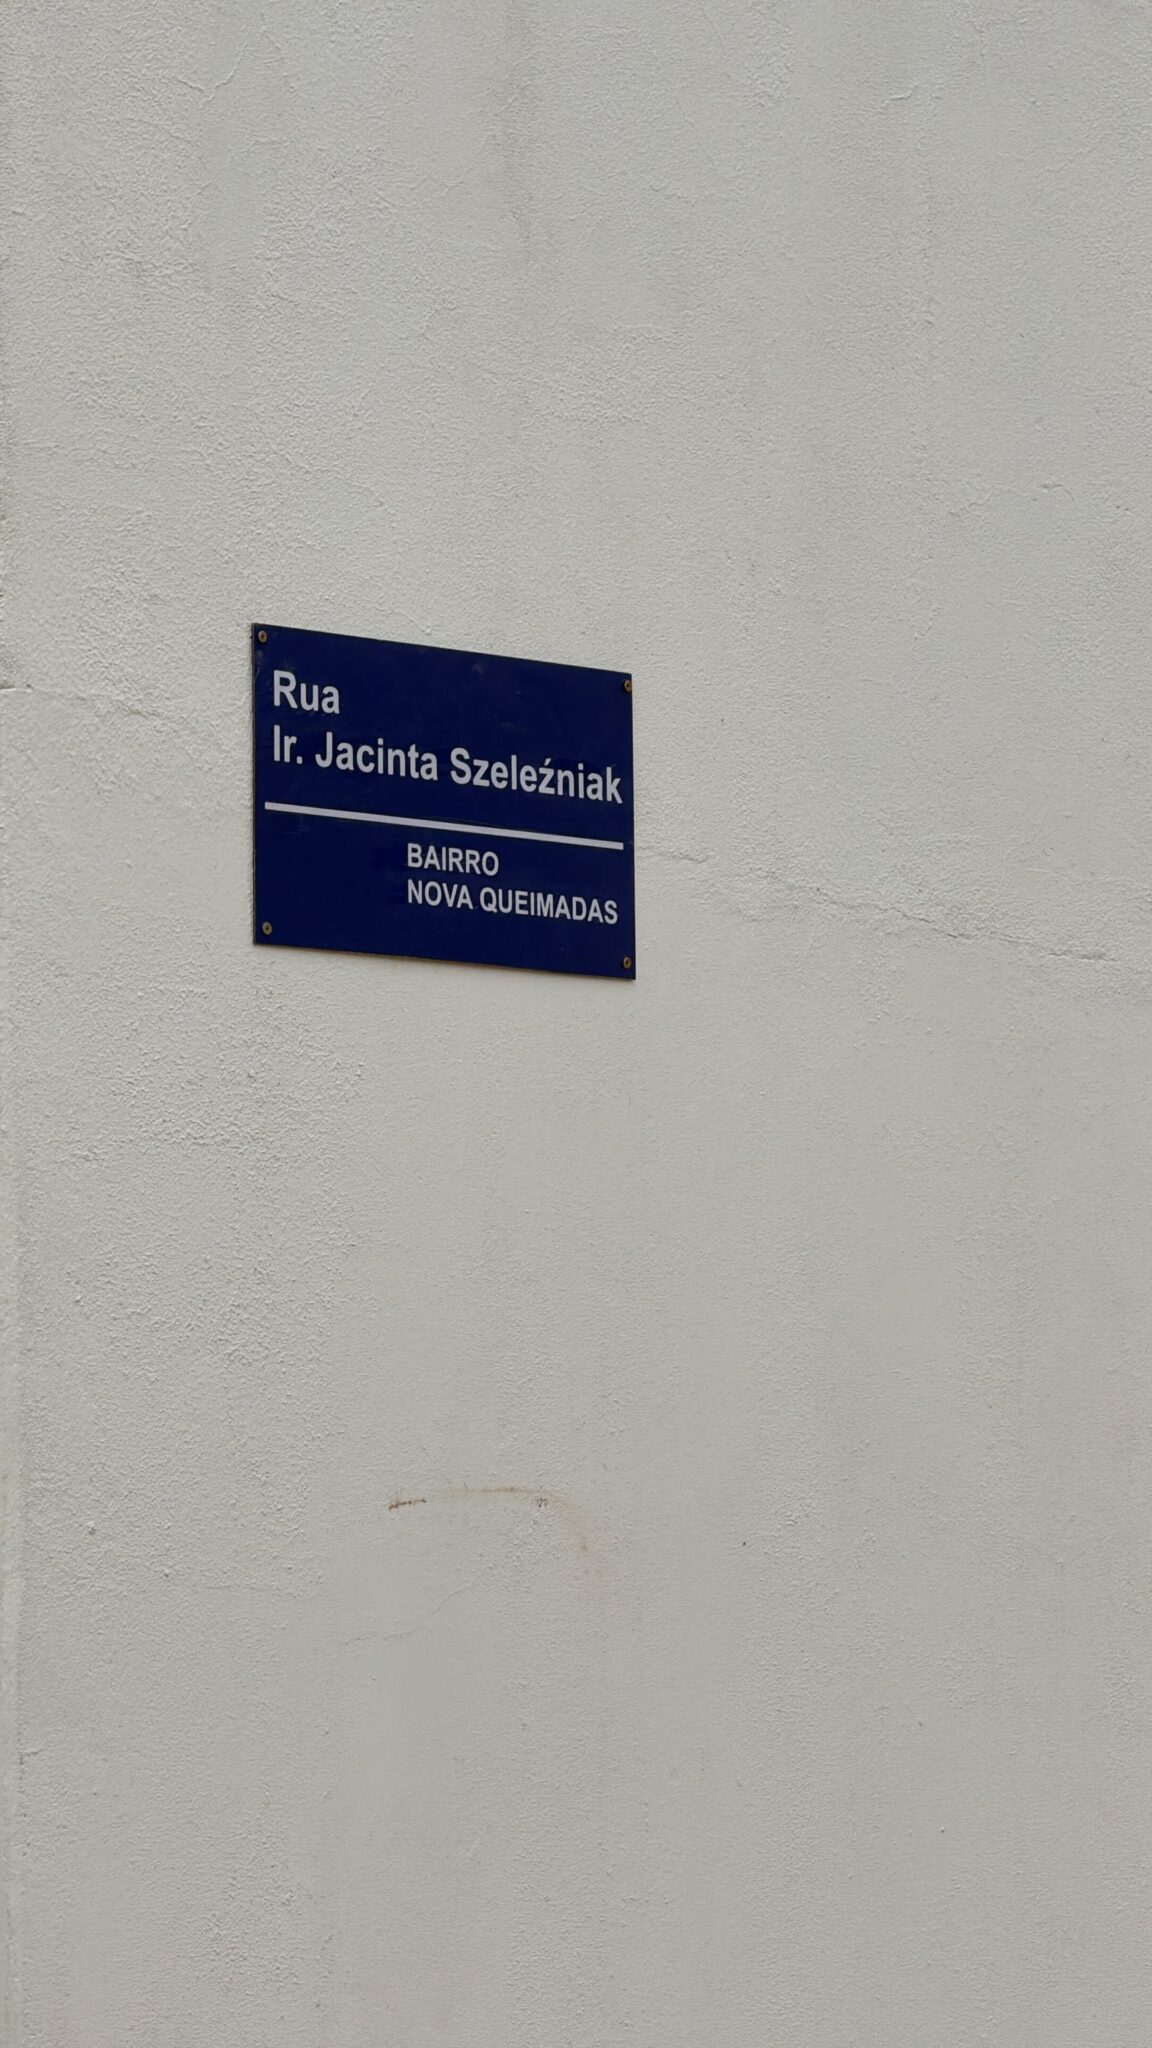 Rua
Ir. Jacinta Szeleźniak
BAIRRO
NOVA QUEIMADAS